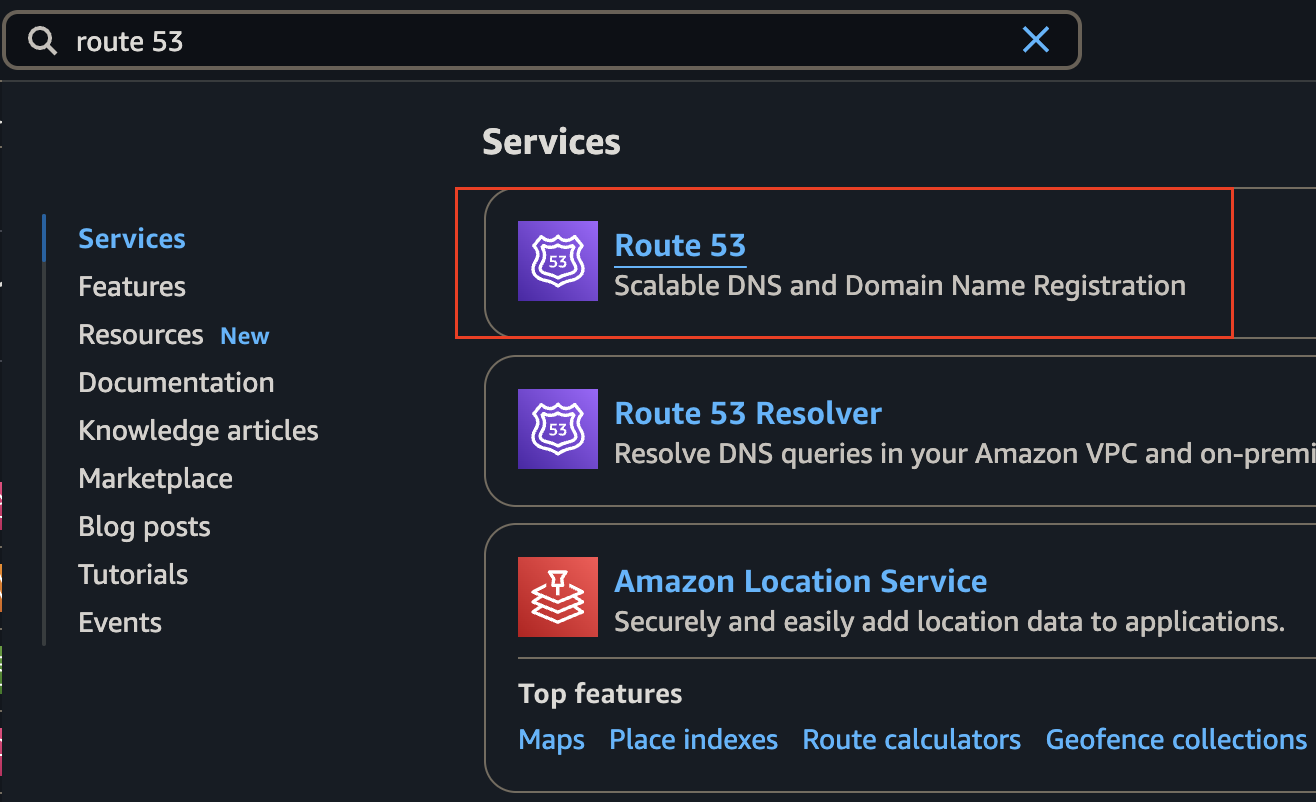 route 53
Services
Features
Resources New
Documentation
Knowledge articles
Marketplace
Blog posts
Tutorials
Events
Services
53
Route 53
Scalable DNS and Domain Name Registration
53
Route 53 Resolver
Resolve DNS queries in your Amazon VPC and on-premi
Amazon Location Service
Securely and easily add location data to applications.
Top features
Maps Place indexes Route calculators Geofence collections